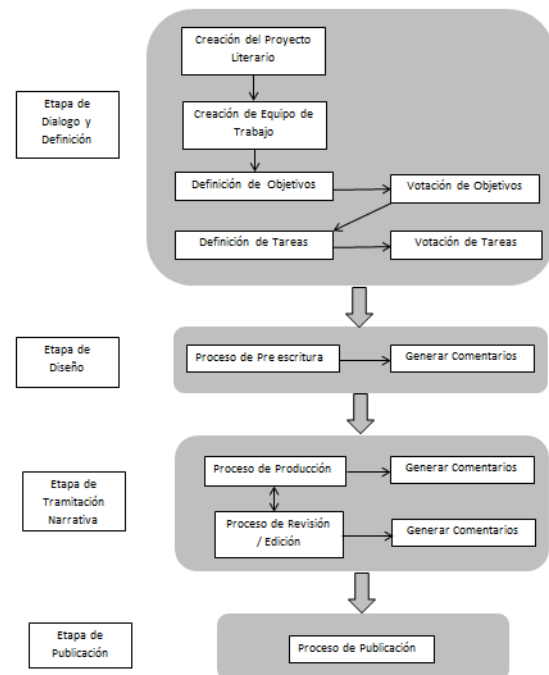 Creación del Proyecto
Literario
Etapa de
Dialogo y
Definición
Creación de Equipo de
Trabajo
Definición de Objetivos
Votación de Objetivos
Definición de Tareas
Votación de Tareas
Etapa de
Diseño
Proceso de Pre escritura
Generar Comentarios
Etapa de
Tramitación
Narrativa
Proceso de Producción
Generar Comentarios
Proceso de Revisión
/ Edición
Generar Comentarios
Etapa de
Publicación
Proceso de Publicación